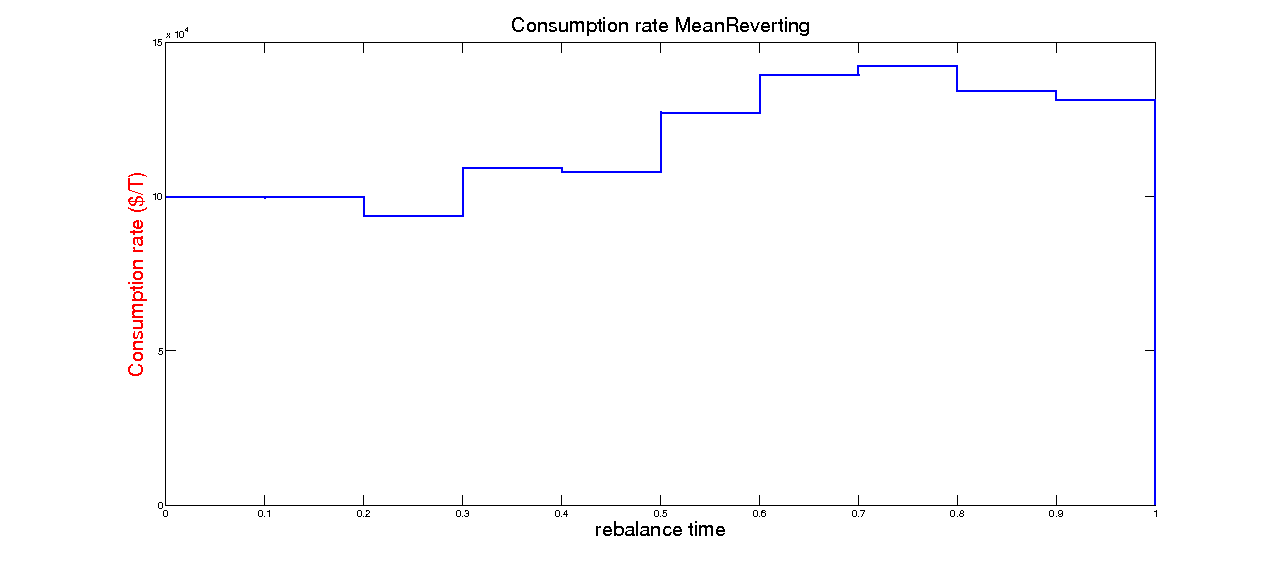 Consumption rate MeanReverting
x 10^4
15
10
5
0
Consumption rate ($/T)
0 0.1 0.2 0.3 0.4 0.5 0.6 0.7 0.8 0.9 1
rebalance time